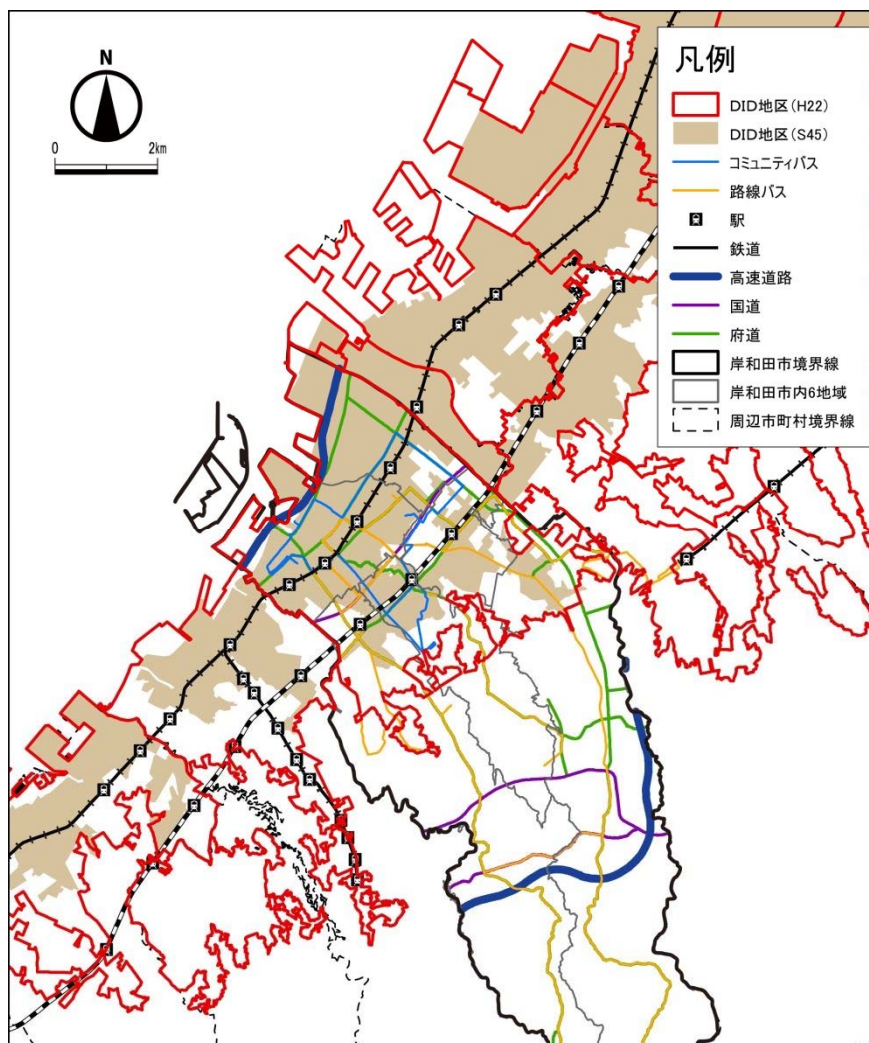 N
0 2km
凡例
DID地区(H22)
DID地区(S45)
コミュニティバス
路線バス
駅
鉄道
高速道路
国道
府道
岸和田市境界線
岸和田市内6地域
周辺市町村境界線